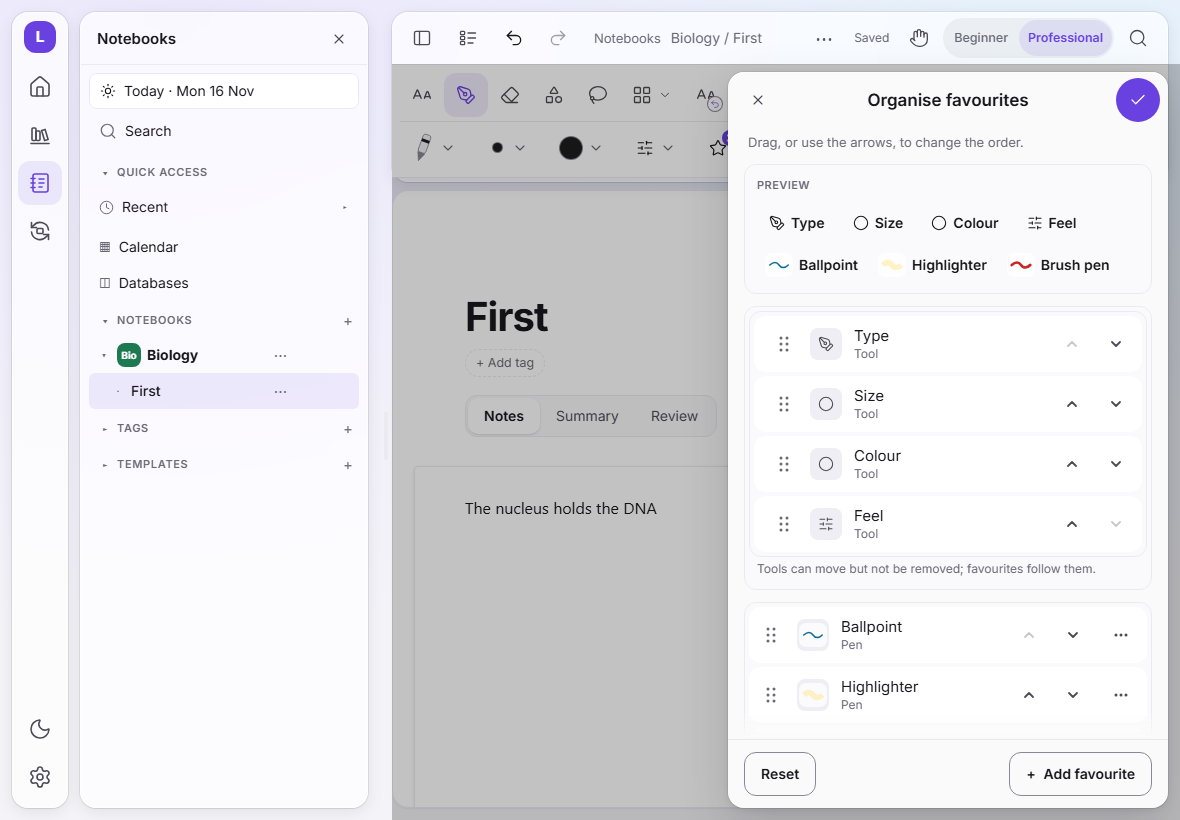 L
Notebooks
Today · Mon 16 Nov
Search
QUICK ACCESS
Recent
Calendar
Databases
NOTEBOOKS
Bio Biology
First
TAGS
TEMPLATES
Notebooks Biology / First
Saved
Beginner Professional
AA
AA
First
+ Add tag
Notes Summary Review
The nucleus holds the DNA
Organise favourites
Drag, or use the arrows, to change the order.
PREVIEW
Type Size Colour Feel
Ballpoint Highlighter Brush pen
Type
Tool
Size
Tool
Colour
Tool
Feel
Tool
Tools can move but not be removed; favourites follow them.
Ballpoint
Pen
Highlighter
Pen
Reset
+ Add favourite